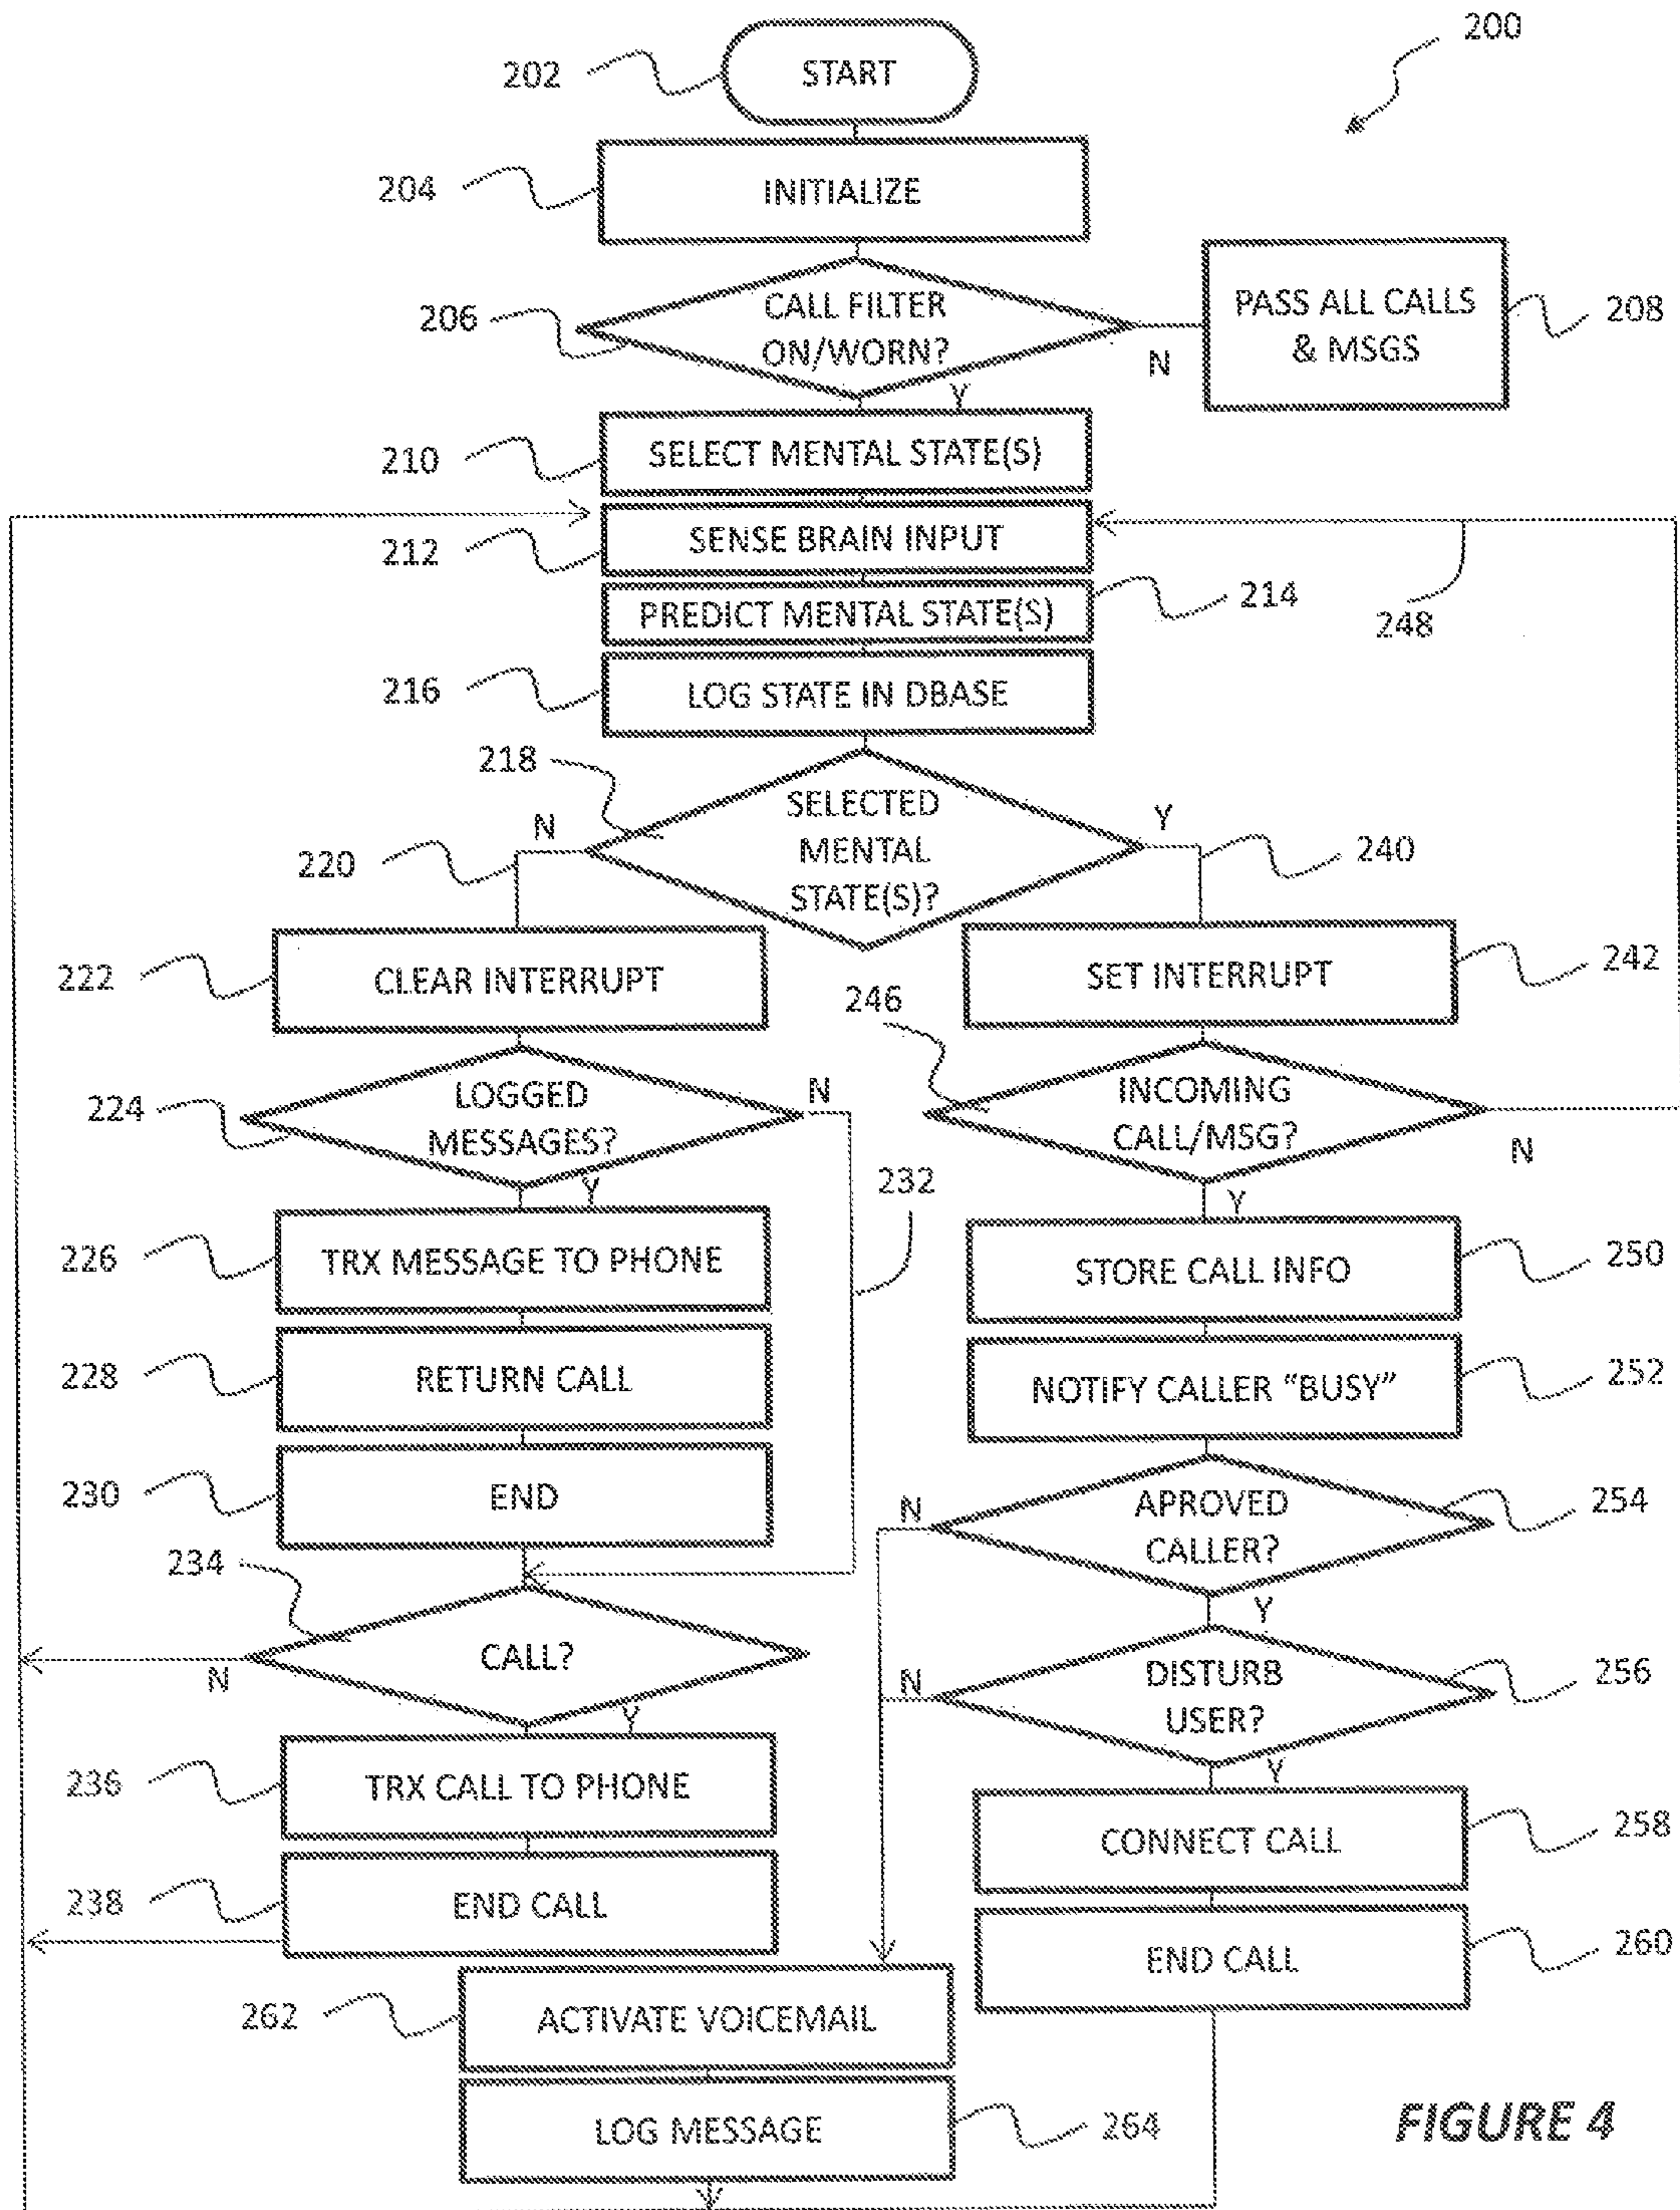 200
202
START
204
INITIALIZE
206
CALL FILTER
ON/WORN?
N
Y
PASS ALL CALLS
& MSGS
208
210
SELECT MENTAL STATE(S)
212
SENSE BRAIN INPUT
248
PREDICT MENTAL STATE(S)
214
216
LOG STATE IN DBASE
218
SELECTED
MENTAL
STATE(S)?
N
Y
220
240
222
CLEAR INTERRUPT
SET INTERRUPT
242
246
224
LOGGED
MESSAGES?
N
Y
INCOMING
CALL/MSG?
N
Y
232
226
TRX MESSAGE TO PHONE
STORE CALL INFO
250
228
RETURN CALL
NOTIFY CALLER “BUSY”
252
230
END
N
APROVED
CALLER?
254
Y
234
CALL?
N
Y
N
DISTURB
USER?
256
Y
236
TRX CALL TO PHONE
CONNECT CALL
258
238
END CALL
END CALL
260
262
ACTIVATE VOICEMAIL
LOG MESSAGE
264
FIGURE 4